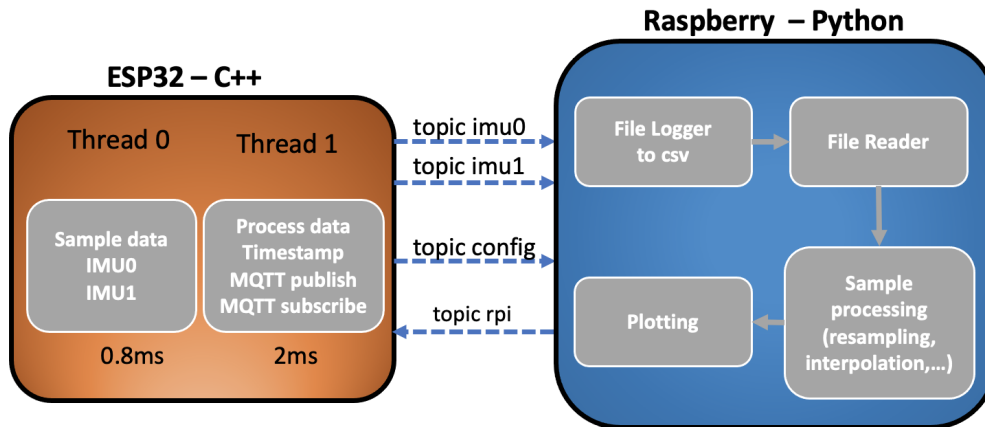 Raspberry – Python
ESP32 – C++
Thread 0
Thread 1
Sample data
IMU0
IMU1
Process data
Timestamp
MQTT publish
MQTT subscribe
0.8ms
2ms
topic imu0
topic imu1
topic config
topic rpi
File Logger
to csv
File Reader
Sample
processing
(resampling,
interpolation,...)
Plotting